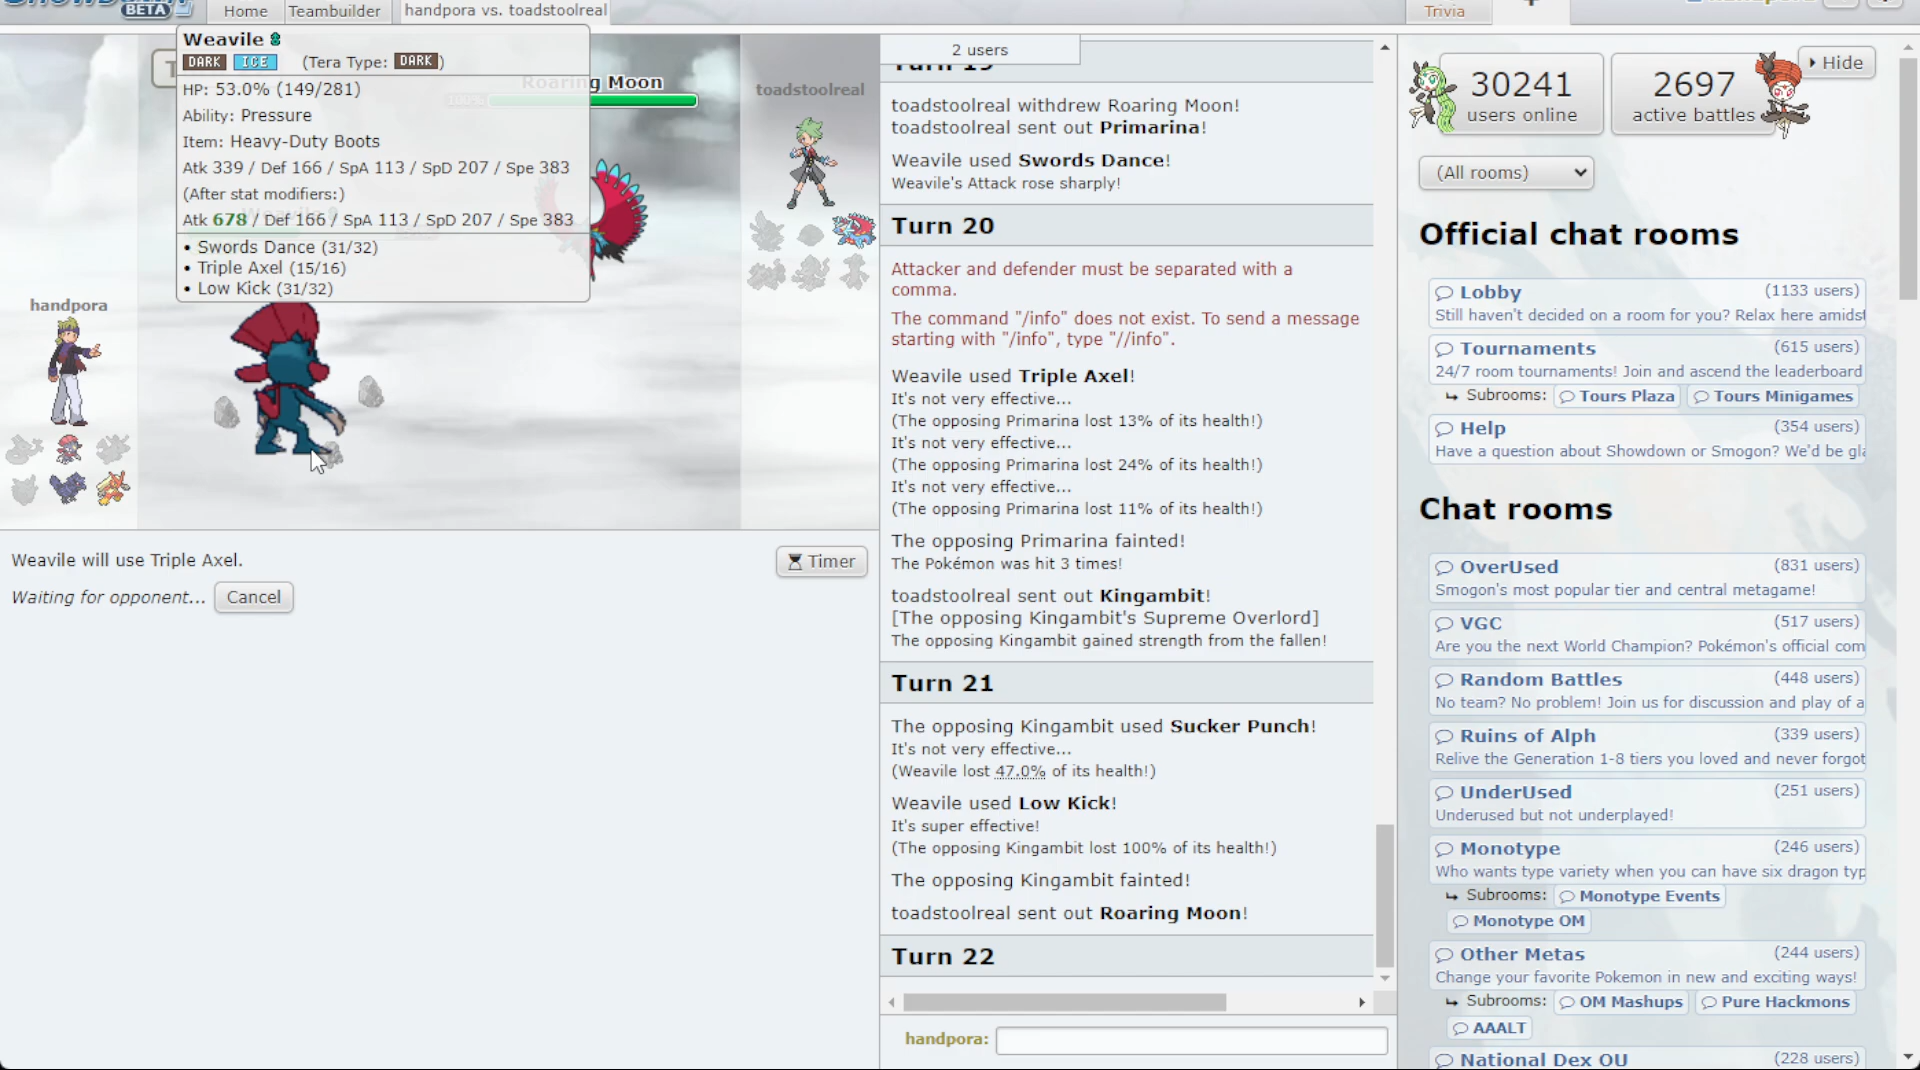 BETA
Home
Teambuilder
handpora vs. toadstoolreal
Trivia
Weavile
DARK ICE (Tera Type: DARK)
HP: 53.0% (149/281)
Ability: Pressure
Item: Heavy-Duty Boots
Atk 339 / Def 166 / SpA 113 / SpD 207 / Spe 383
(After stat modifiers:)
Atk 678 / Def 166 / SpA 113 / SpD 207 / Spe 383
• Swords Dance (31/32)
• Triple Axel (15/16)
• Low Kick (31/32)
Roaring Moon
100%
toadstoolreal
handpora
Weavile will use Triple Axel.
Waiting for opponent... Cancel
Timer
2 users
Turn 19
toadstoolreal withdrew Roaring Moon!
toadstoolreal sent out Primarina!
Weavile used Swords Dance!
Weavile's Attack rose sharply!
Turn 20
Attacker and defender must be separated with a
comma.
The command "/info" does not exist. To send a message
starting with "/info", type "//info".
Weavile used Triple Axel!
It's not very effective...
(The opposing Primarina lost 13% of its health!)
It's not very effective...
(The opposing Primarina lost 24% of its health!)
It's not very effective...
(The opposing Primarina lost 11% of its health!)
The opposing Primarina fainted!
The Pokémon was hit 3 times!
toadstoolreal sent out Kingambit!
[The opposing Kingambit's Supreme Overlord]
The opposing Kingambit gained strength from the fallen!
Turn 21
The opposing Kingambit used Sucker Punch!
It's not very effective...
(Weavile lost 47.0% of its health!)
Weavile used Low Kick!
It's super effective!
(The opposing Kingambit lost 100% of its health!)
The opposing Kingambit fainted!
toadstoolreal sent out Roaring Moon!
Turn 22
handpora:
30241
users online
2697
active battles
Hide
(All rooms)
Official chat rooms
Lobby (1133 users)
Still haven't decided on a room for you? Relax here amidst
Tournaments (615 users)
24/7 room tournaments! Join and ascend the leaderboard
Subrooms: Tours Plaza Tours Minigames
Help (354 users)
Have a question about Showdown or Smogon? We'd be gla
Chat rooms
OverUsed (831 users)
Smogon's most popular tier and central metagame!
VGC (517 users)
Are you the next World Champion? Pokémon's official com
Random Battles (448 users)
No team? No problem! Join us for discussion and play of a
Ruins of Alph (339 users)
Relive the Generation 1-8 tiers you loved and never forgot
UnderUsed (251 users)
Underused but not underplayed!
Monotype (246 users)
Who wants type variety when you can have six dragon typ
Subrooms: Monotype Events
Monotype OM
Other Metas (244 users)
Change your favorite Pokemon in new and exciting ways!
Subrooms: OM Mashups Pure Hackmons
AAALT
National Dex OU (228 users)